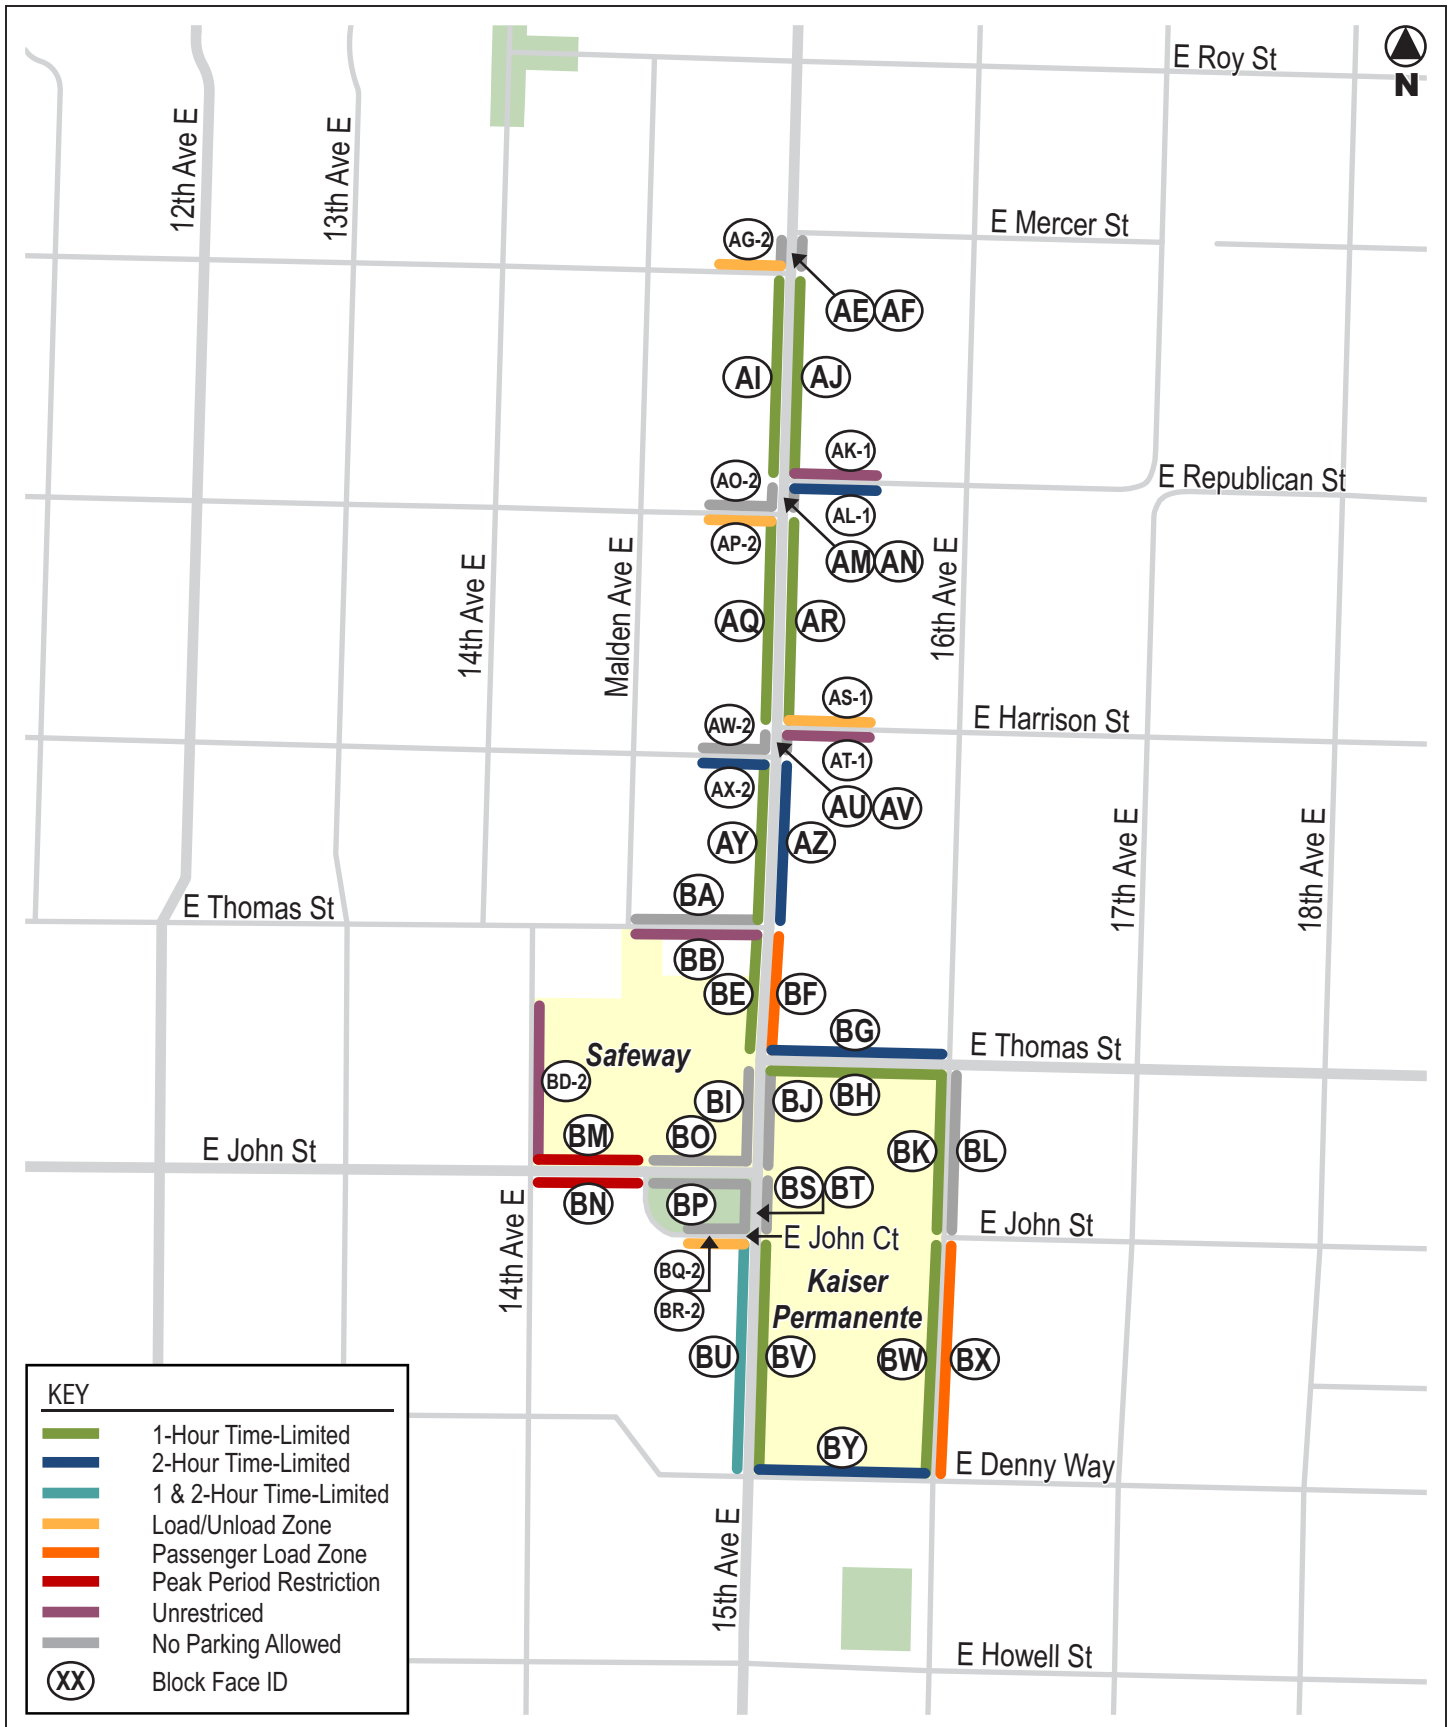 E Roy St
N
12th Ave E
13th Ave E
E Mercer St
AG-2
AE AF
AI AJ
AK-1
AO-2
E Republican St
AL-1
AP-2
AM AN
14th Ave E
Malden Ave E
16th Ave E
AQ AR
AS-1
AW-2
E Harrison St
AT-1
AX-2
AU AV
AY AZ
17th Ave E
18th Ave E
E Thomas St
BA
BB
BE BF
BG
Safeway
E Thomas St
BD-2
BI BJ BH
BM BO
BK BL
E John St
BS BT
BN BP
14th Ave E
E John St
E John Ct
BQ-2
BR-2
Kaiser
Permanente
BU BV BW BX
BY
E Denny Way
15th Ave E
E Howell St
KEY
1-Hour Time-Limited
2-Hour Time-Limited
1 & 2-Hour Time-Limited
Load/Unload Zone
Passenger Load Zone
Peak Period Restriction
Unrestriced
No Parking Allowed
XX Block Face ID